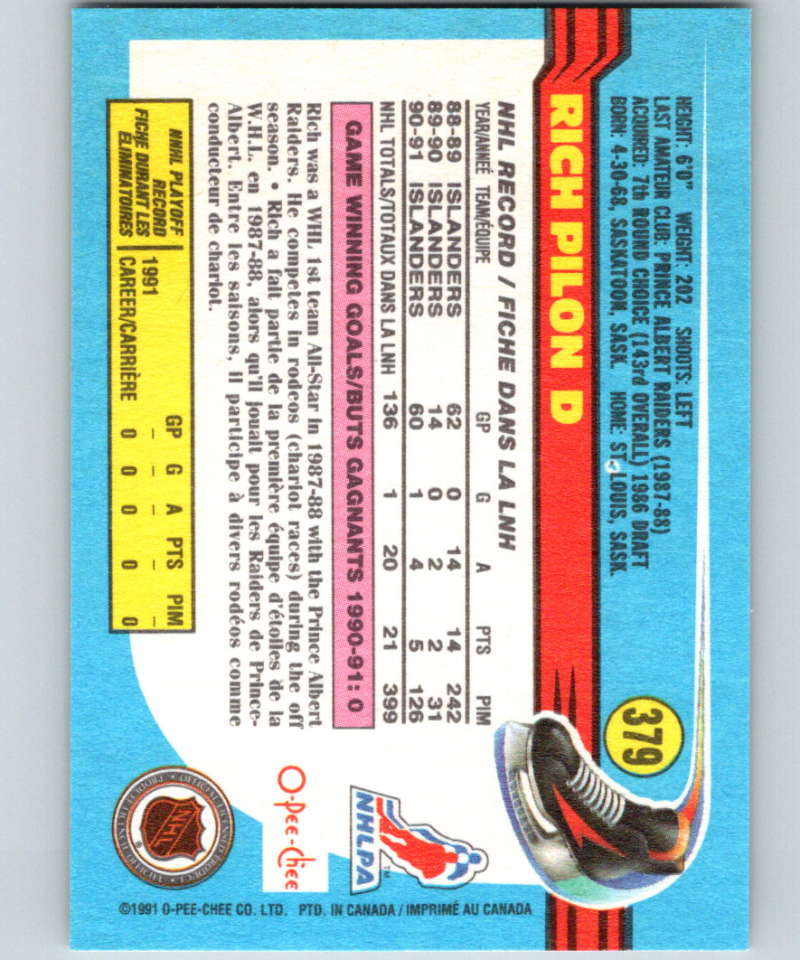 379
HEIGHT: 6'0" WEIGHT: 202 SHOOTS: LEFT
LAST AMATEUR CLUB: PRINCE ALBERT RAIDERS (1987-88)
ACQUIRED: 7th ROUND CHOICE (143rd OVERALL) 1986 DRAFT
BORN: 4-30-68, SASKATOON, SASK. HOME: ST. LOUIS, SASK.
RICH PILON D
NHL RECORD / FICHE DANS LA LNH
YEAR/ANNÉE TEAM/ÉQUIPE GP G A PTS PIM
88-89 ISLANDERS 62 0 14 14 242
89-90 ISLANDERS 14 0 2 2 31
90-91 ISLANDERS 60 1 4 5 126
NHL TOTALS/TOTAUX DANS LA LNH 136 1 20 21 399
GAME WINNING GOALS/BUTS GAGNANTS 1990-91: 0
Rich was a WHL 1st team All-Star in 1987-88 with the Prince Albert
Raiders. He competes in rodeos (chariot races) during the off
season. • Rich a fait partie de la première équipe d'étoiles de la
W.H.L. en 1987-88, alors qu'il jouait pour les Raiders de Prince-
Albert. Entre les saisons, il participe à divers rodéos comme
conducteur de chariot.
NNHL PLAYOFF
RECORD
FICHE DURANT LES
ÉLIMINATOIRES
GP G A PTS PIM
1991 – – – – –
CAREER/CARRIÈRE 0 0 0 0 0
NHLPA
TM
O-Pee-Chee
NHL
®
©1991 O-PEE-CHEE CO. LTD. PTD. IN CANADA / IMPRIMÉ AU CANADA